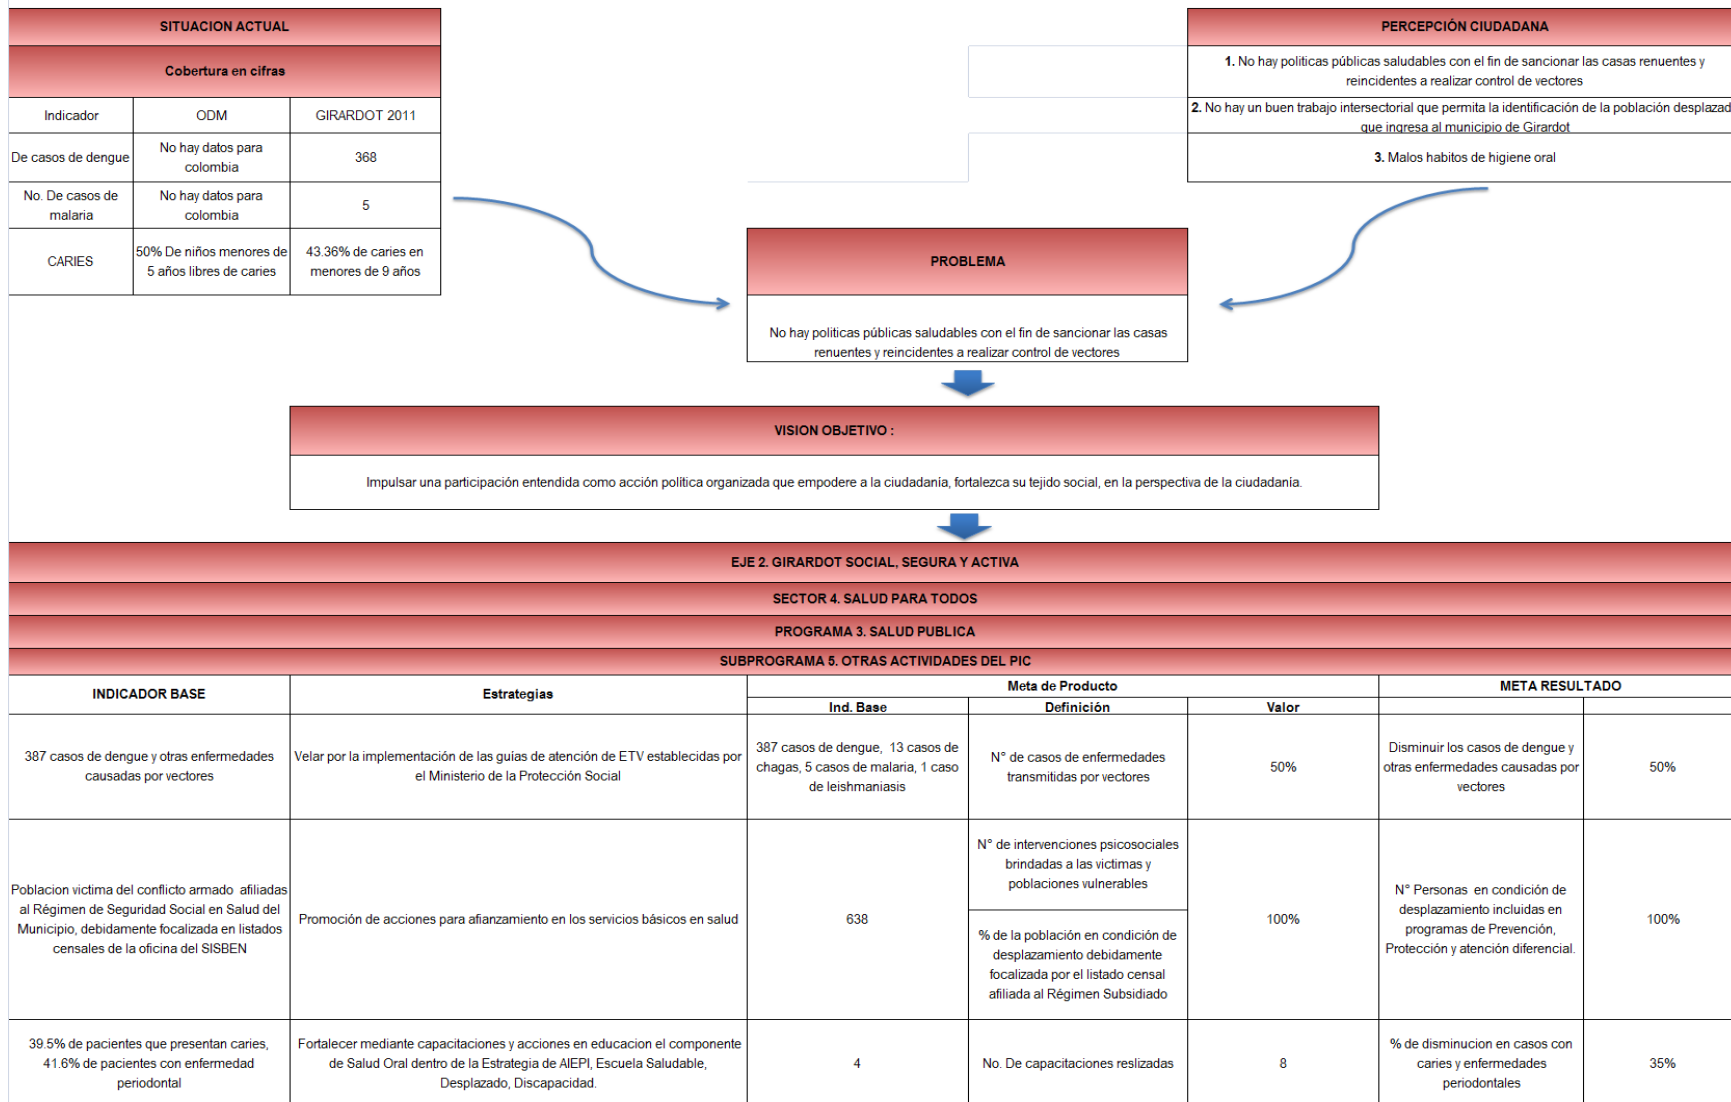 SITUACION ACTUAL
Cobertura en cifras
Indicador
ODM
GIRARDOT 2011
De casos de dengue
No hay datos para
colombia
368
No. De casos de
malaria
No hay datos para
colombia
5
CARIES
50% De niños menores de
5 años libres de caries
43.36% de caries en
menores de 9 años
PERCEPCIÓN CIUDADANA
1. No hay politicas públicas saludables con el fin de sancionar las casas renuentes y
reincidentes a realizar control de vectores
2. No hay un buen trabajo intersectorial que permita la identificación de la población desplazad
que ingresa al municipio de Girardot
3. Malos habitos de higiene oral
PROBLEMA
No hay politicas públicas saludables con el fin de sancionar las casas
renuentes y reincidentes a realizar control de vectores
VISION OBJETIVO :
Impulsar una participación entendida como acción política organizada que empodere a la ciudadanía, fortalezca su tejido social, en la perspectiva de la ciudadanía.
EJE 2. GIRARDOT SOCIAL, SEGURA Y ACTIVA
SECTOR 4. SALUD PARA TODOS
PROGRAMA 3. SALUD PUBLICA
SUBPROGRAMA 5. OTRAS ACTIVIDADES DEL PIC
INDICADOR BASE
Estrategias
Meta de Producto
META RESULTADO
Ind. Base
Definición
Valor
387 casos de dengue y otras enfermedades
causadas por vectores
Velar por la implementación de las guías de atención de ETV establecidas por
el Ministerio de la Protección Social
387 casos de dengue, 13 casos de
chagas, 5 casos de malaria, 1 caso
de leishmaniasis
N° de casos de enfermedades
transmitidas por vectores
50%
Disminuir los casos de dengue y
otras enfermedades causadas por
vectores
50%
Poblacion victima del conflicto armado afiliadas
al Régimen de Seguridad Social en Salud del
Municipio, debidamente focalizada en listados
censales de la oficina del SISBEN
Promoción de acciones para afianzamiento en los servicios básicos en salud
638
N° de intervenciones psicosociales
brindadas a las victimas y
poblaciones vulnerables
% de la población en condición de
desplazamiento debidamente
focalizada por el listado censal
afiliada al Régimen Subsidiado
100%
N° Personas en condición de
desplazamiento incluidas en
programas de Prevención,
Protección y atención diferencial.
100%
39.5% de pacientes que presentan caries,
41.6% de pacientes con enfermedad
periodontal
Fortalecer mediante capacitaciones y acciones en educacion el componente
de Salud Oral dentro de la Estrategia de AIEPI, Escuela Saludable,
Desplazado, Discapacidad.
4
No. De capacitaciones reslizadas
8
% de disminucion en casos con
caries y enfermedades
periodontales
35%